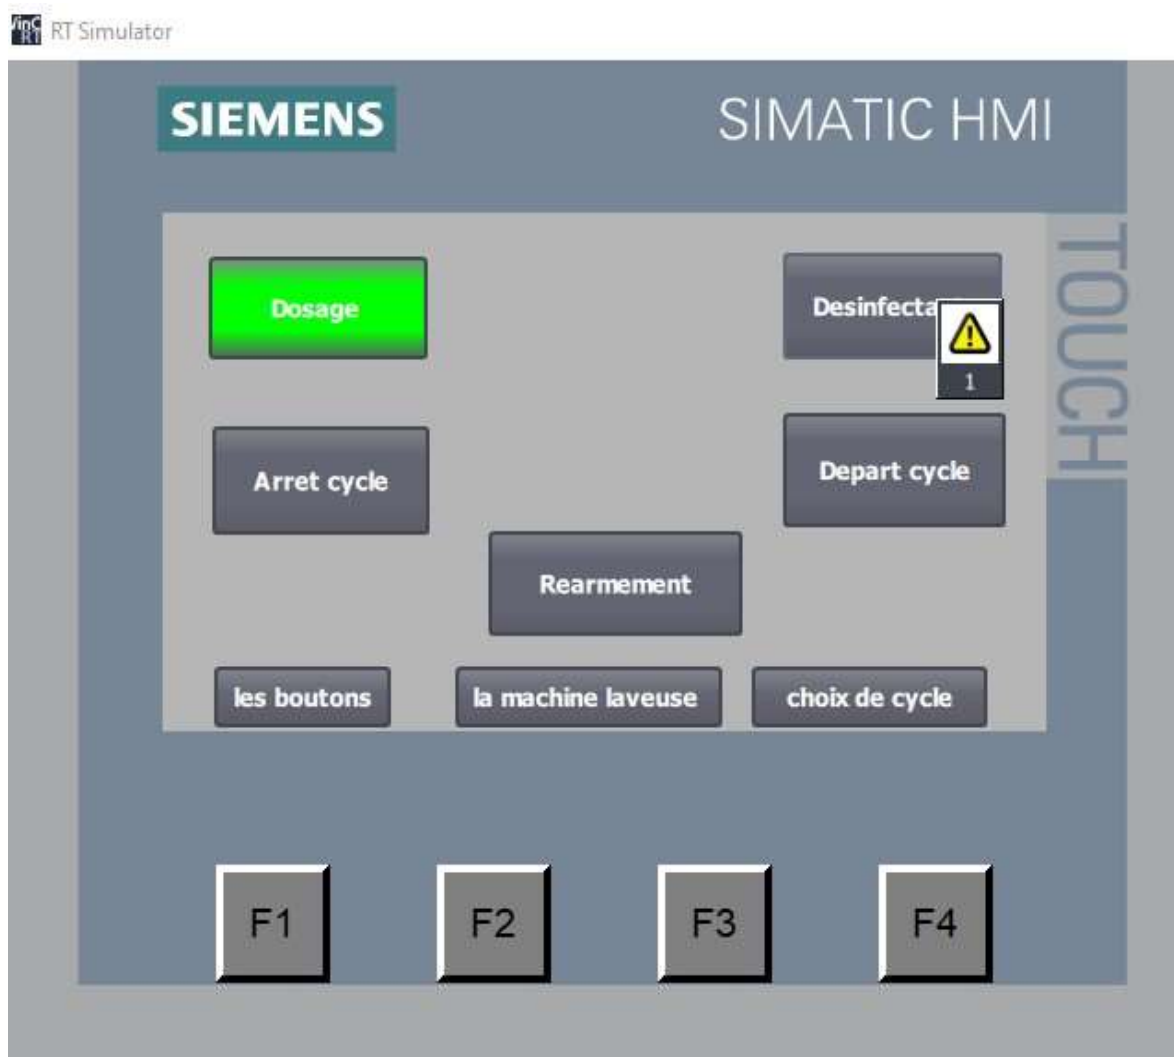 RT Simulator
SIEMENS
SIMATIC HMI
TOUCH
Dosage
1
Arret cycle
Depart cycle
Rearmement
les boutons
la machine laveuse
choix de cycle
F1
F2
F3
F4